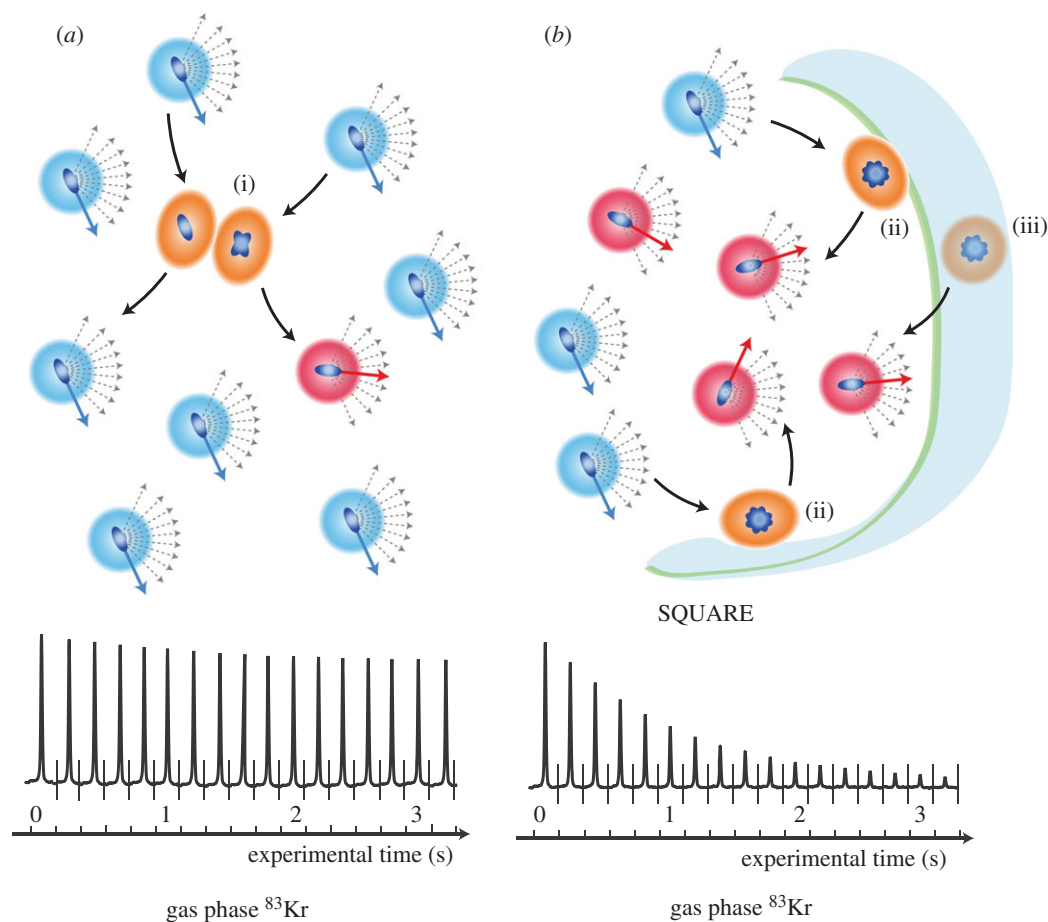 (a)
(i)
(b)
(ii)
(iii)
(ii)
SQUARE
0 1 2 3
experimental time (s)
gas phase ⁸³Kr
0 1 2 3
experimental time (s)
gas phase ⁸³Kr